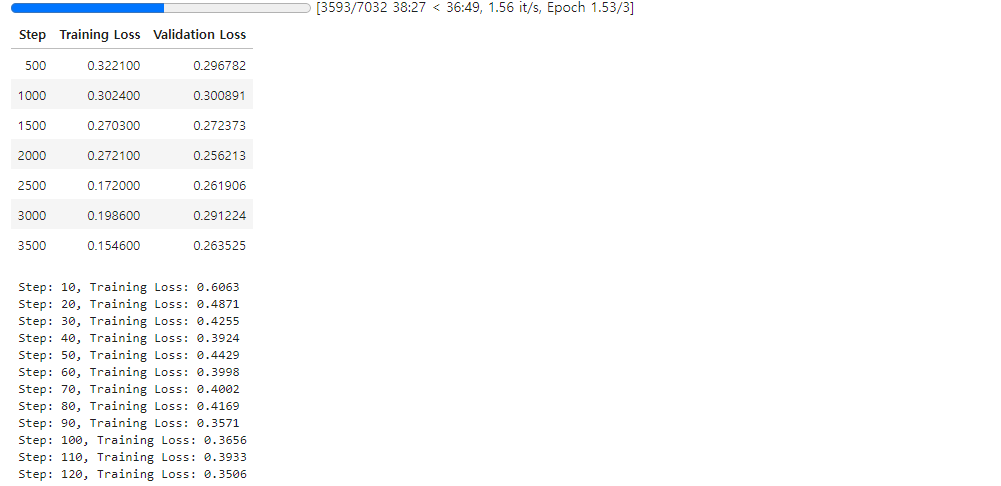 [3593/7032 38:27 < 36:49, 1.56 it/s, Epoch 1.53/3]
Step Training Loss Validation Loss
500 0.322100 0.296782
1000 0.302400 0.300891
1500 0.270300 0.272373
2000 0.272100 0.256213
2500 0.172000 0.261906
3000 0.198600 0.291224
3500 0.154600 0.263525
Step: 10, Training Loss: 0.6063
Step: 20, Training Loss: 0.4871
Step: 30, Training Loss: 0.4255
Step: 40, Training Loss: 0.3924
Step: 50, Training Loss: 0.4429
Step: 60, Training Loss: 0.3998
Step: 70, Training Loss: 0.4002
Step: 80, Training Loss: 0.4169
Step: 90, Training Loss: 0.3571
Step: 100, Training Loss: 0.3656
Step: 110, Training Loss: 0.3933
Step: 120, Training Loss: 0.3506